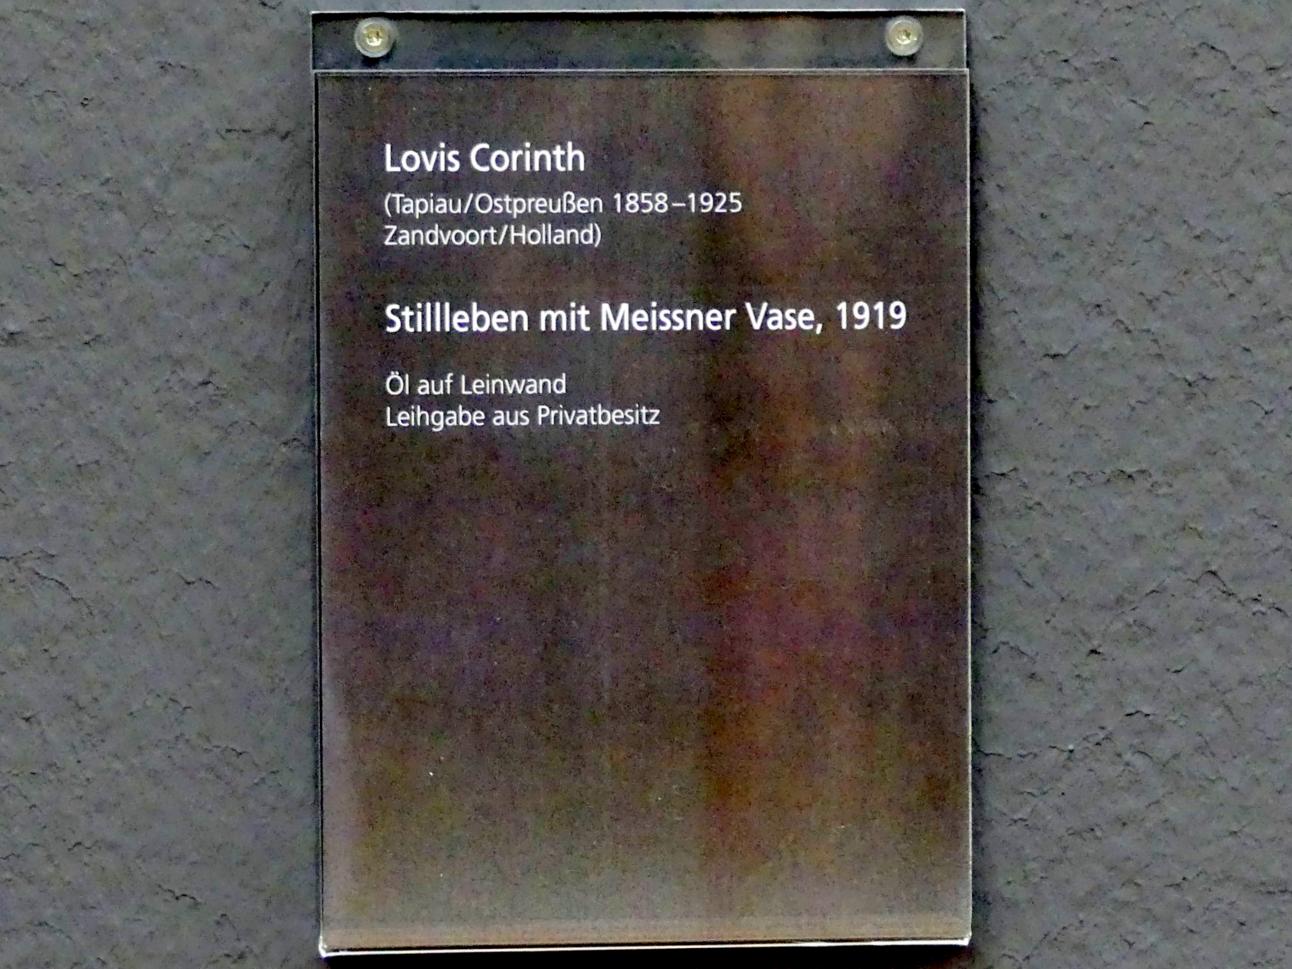 Lovis Corinth
(Tapiau/Ostpreußen 1858–1925
Zandvoort/Holland)
Stillleben mit Meissner Vase, 1919
Öl auf Leinwand
Leihgabe aus Privatbesitz